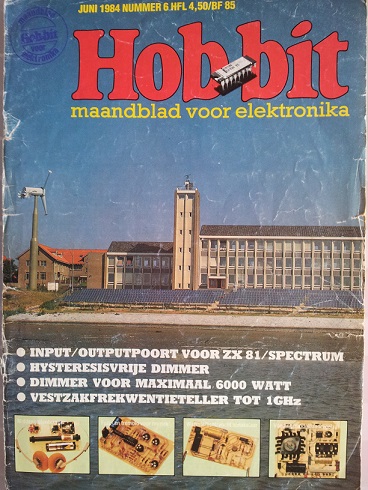 JUNI 1984 NUMMER 6 HFL 4,50/BF 85
Hobbit
maandblad voor elektronika
• INPUT/OUTPUTPOORT VOOR ZX 81/SPECTRUM
• HYSTERESISVRIJE DIMMER
• DIMMER VOOR MAXIMAAL 6000 WATT
• VESTZAKFREKWENTIETELLER TOT 1GHz